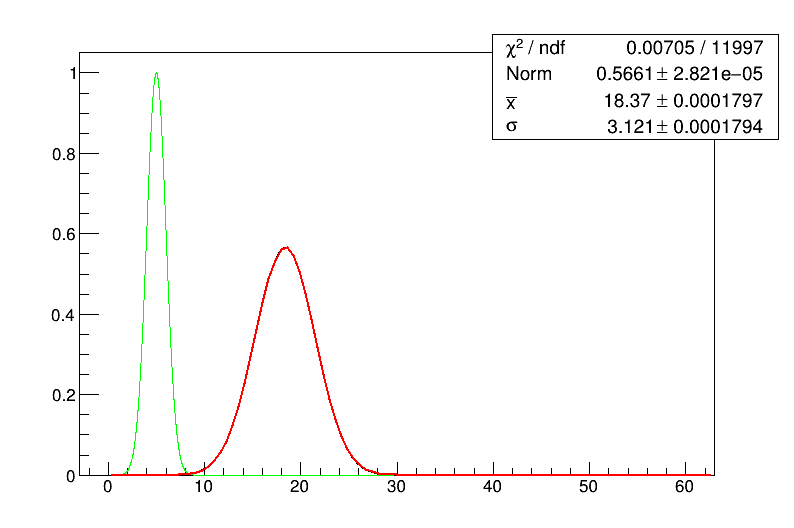 χ² / ndf 0.00705 / 11997
Norm 0.5661 ± 2.821e−05
x̅ 18.37 ± 0.0001797
σ 3.121 ± 0.0001794
1
0.8
0.6
0.4
0.2
0
0 10 20 30 40 50 60